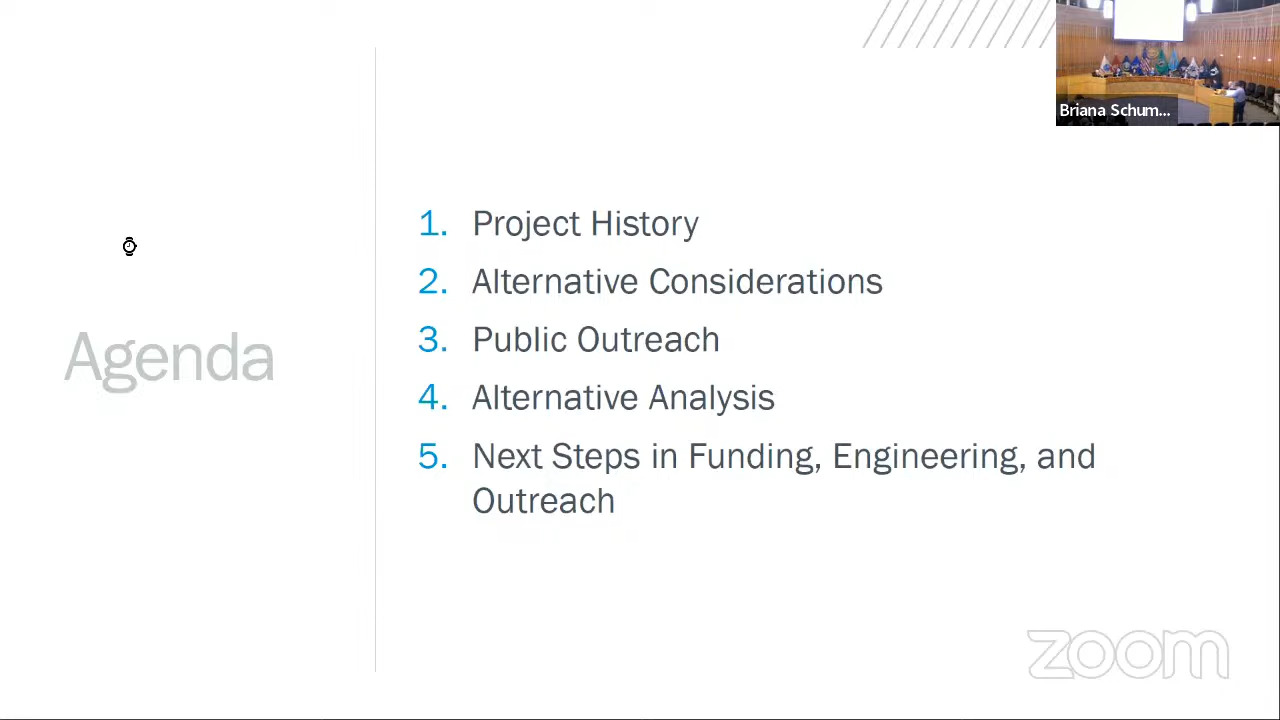 Briana Schum...
Agenda
1. Project History
2. Alternative Considerations
3. Public Outreach
4. Alternative Analysis
5. Next Steps in Funding, Engineering, and
Outreach
zoom